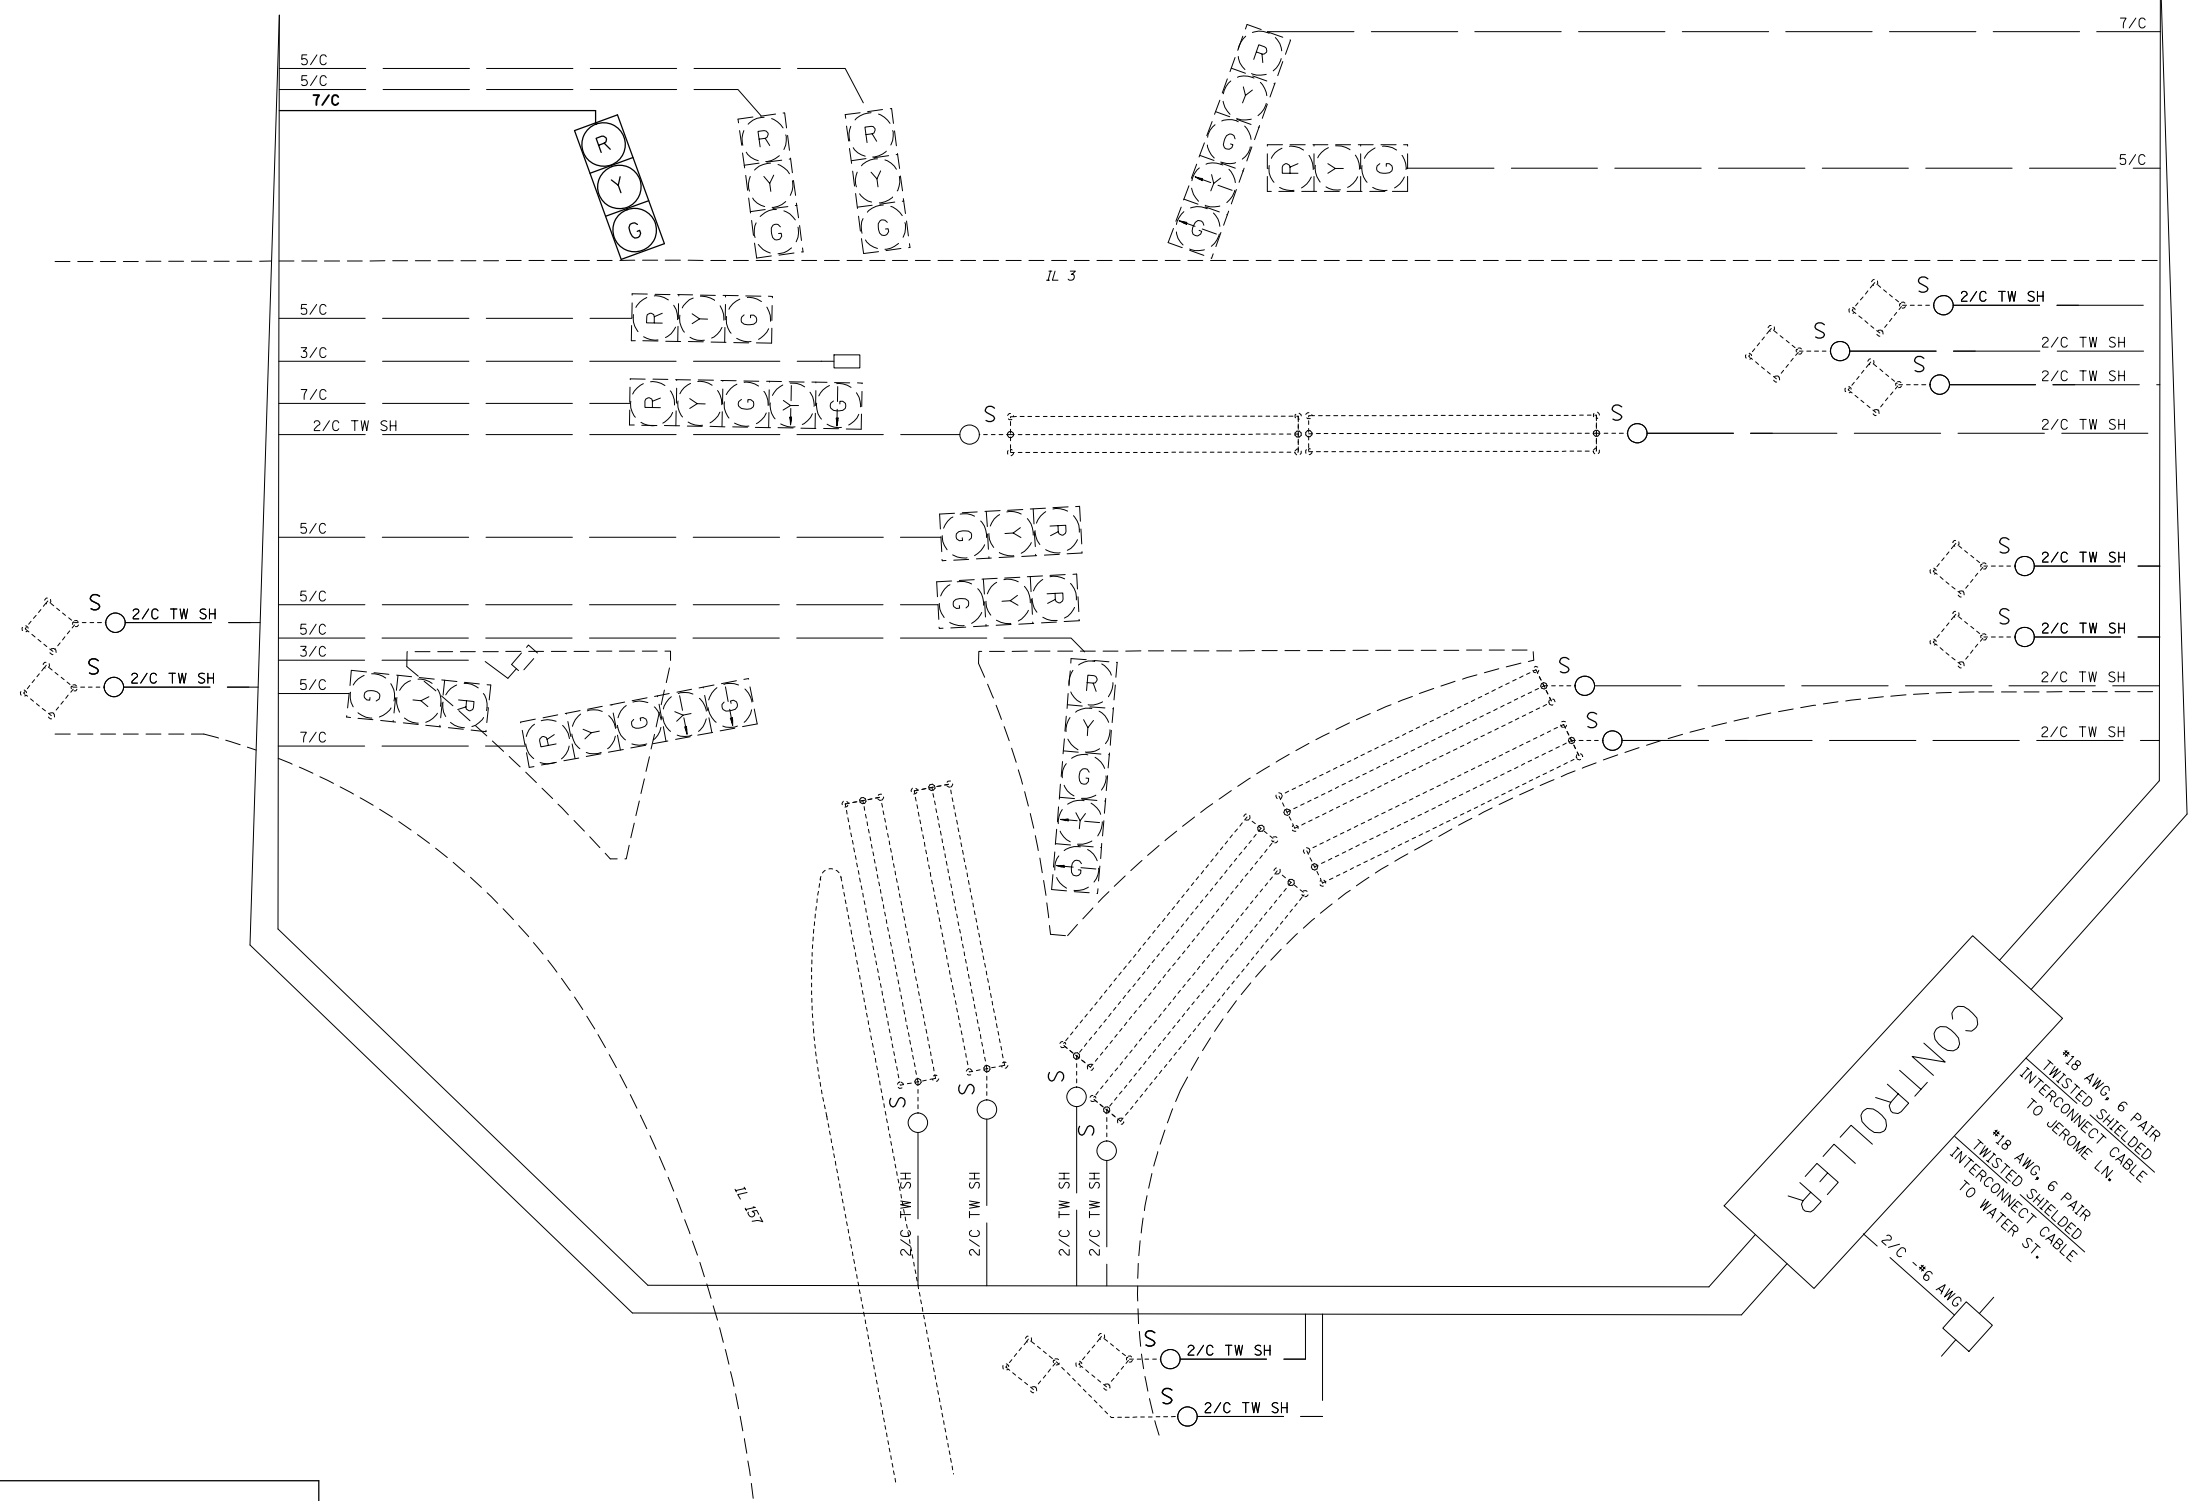 7/C
5/C
5/C
7/C
R
Y
G
R
Y
G
R
Y
G
R
Y
G
Y
G
R Y G
5/C
IL 3
5/C
R Y G
S
2/C TW SH
S
2/C TW SH
3/C
S
2/C TW SH
7/C
R Y G Y G
2/C TW SH
S
S
2/C TW SH
5/C
G Y R
S
2/C TW SH
5/C
G Y R
S
2/C TW SH
5/C
S
2/C TW SH
3/C
S
2/C TW SH
5/C
G Y R
R Y G Y G
7/C
R
Y
G
Y
G
S
2/C TW SH
S
2/C TW SH
S
2/C TW SH
S
2/C TW SH
S
2/C TW SH
S
2/C TW SH
IL 157
CONTROLLER
#18 AWG, 6 PAIR
TWISTED SHIELDED
INTERCONNECT CABLE
TO JEROME LN.
#18 AWG, 6 PAIR
TWISTED SHIELDED
INTERCONNECT CABLE
TO WATER ST.
2/C -#6 AWG
S
2/C TW SH
S
2/C TW SH